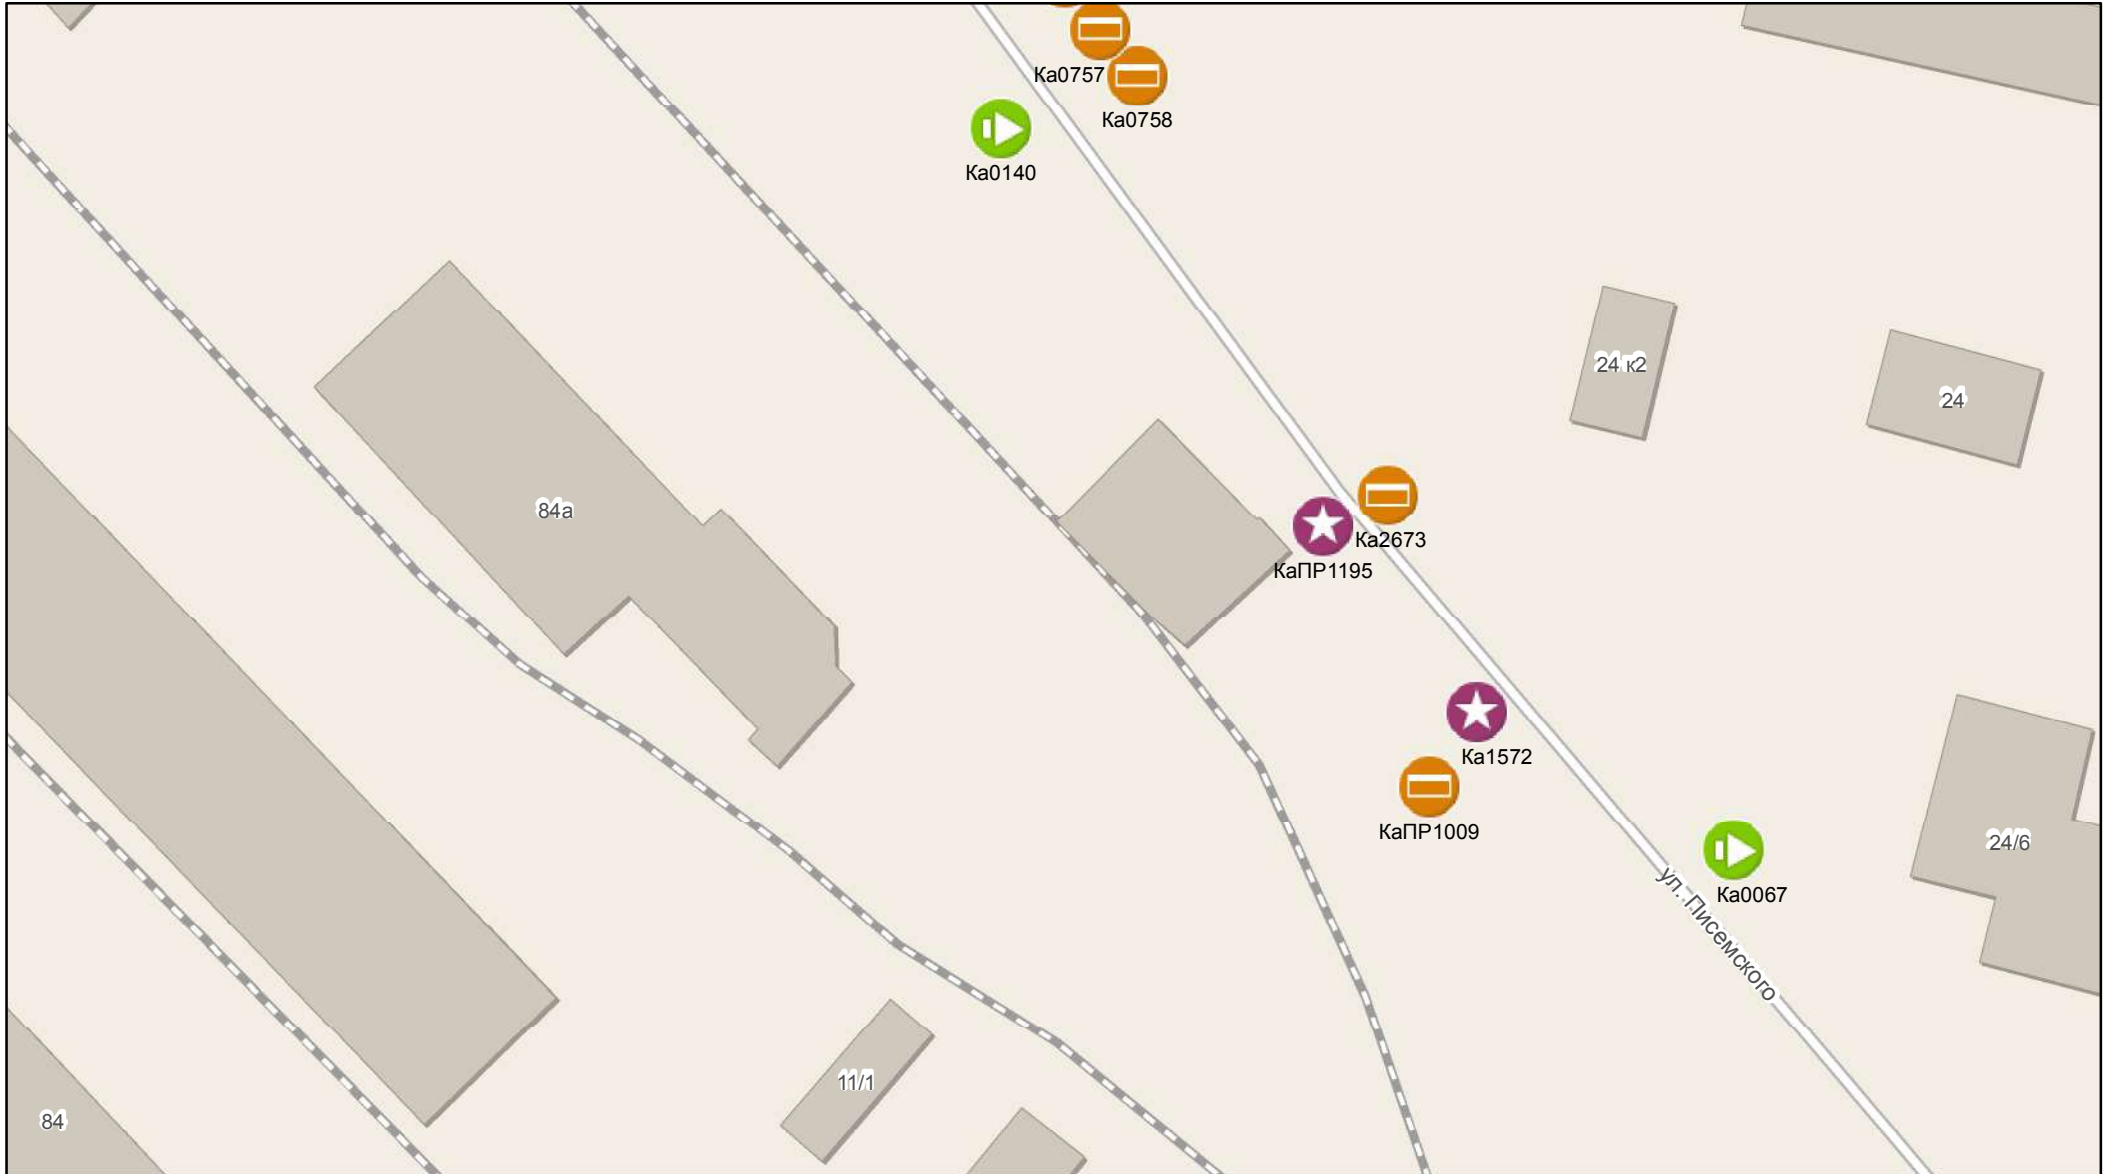 Ка0757
Ка0758
Ка0140
24 к2
24
84а
Ка2673
КаПР1195
Ка1572
КаПР1009
24/6
Ка0067
ул. Писемского
11/1
84